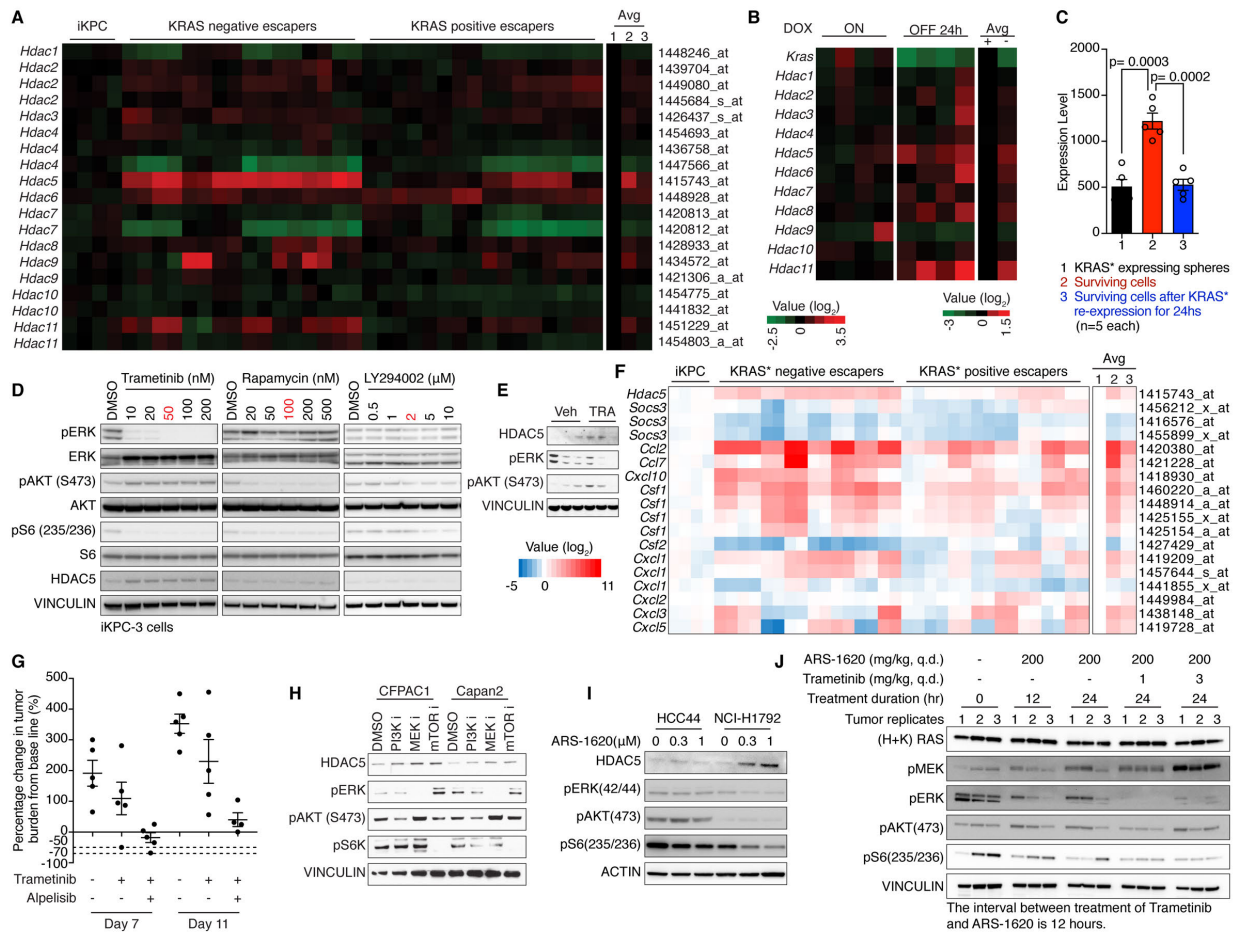 A
iKPC KRAS negative escapers KRAS positive escapers Avg
1 2 3
Hdac1 1448246_at
Hdac2 1439704_at
Hdac2 1449080_at
Hdac2 1445684_s_at
Hdac3 1426437_s_at
Hdac4 1454693_at
Hdac4 1436758_at
Hdac4 1447566_at
Hdac5 1415743_at
Hdac6 1448928_at
Hdac7 1420813_at
Hdac7 1420812_at
Hdac8 1428933_at
Hdac9 1434572_at
Hdac9 1421306_a_at
Hdac10 1454775_at
Hdac10 1441832_at
Hdac11 1451229_at
Hdac11 1454803_a_at
B
DOX ON OFF 24h Avg
+ -
Kras
Hdac1
Hdac2
Hdac3
Hdac4
Hdac5
Hdac6
Hdac7
Hdac8
Hdac9
Hdac10
Hdac11
Value (log2)
-2.5 0 3.5
Value (log2)
-3 0 1.5
C
Expression Level
2000
1500
1000
500
0
p= 0.0003
p= 0.0002
1 2 3
1 KRAS* expressing spheres
2 Surviving cells
3 Surviving cells after KRAS*
re-expression for 24hs
(n=5 each)
D
Trametinib (nM) Rapamycin (nM) LY294002 (μM)
DMSO 10 20 50 100 200 DMSO 20 50 100 200 500 DMSO 0.5 1 2 5 10
pERK
ERK
pAKT (S473)
AKT
pS6 (235/236)
S6
HDAC5
VINCULIN
iKPC-3 cells
E
Veh TRA
HDAC5
pERK
pAKT (S473)
VINCULIN
Value (log2)
-5 0 11
F
iKPC KRAS* negative escapers KRAS* positive escapers Avg
1 2 3
Hdac5 1415743_at
Socs3 1456212_x_at
Socs3 1416576_at
Socs3 1455899_x_at
Ccl2 1420380_at
Ccl7 1421228_at
Cxcl10 1418930_at
Csf1 1460220_a_at
Csf1 1448914_a_at
Csf1 1425155_x_at
Csf1 1425154_a_at
Csf2 1427429_at
Cxcl1 1419209_at
Cxcl1 1457644_s_at
Cxcl1 1441855_x_at
Cxcl2 1449984_at
Cxcl3 1438148_at
Cxcl5 1419728_at
G
Percentage change in tumor
burden from base line (%)
500
400
300
200
100
0
-50
-70
-100
Trametinib - + + - + +
Alpelisib - - + - - +
Day 7 Day 11
H
CFPAC1 Capan2
DMSO PI3K i MEK i mTOR i DMSO PI3K i MEK i mTOR i
HDAC5
pERK
pAKT (S473)
pS6K
VINCULIN
I
HCC44 NCI-H1792
ARS-1620(μM) 0 0.3 1 0 0.3 1
HDAC5
pERK(42/44)
pAKT(473)
pS6(235/236)
ACTIN
J
ARS-1620 (mg/kg, q.d.) - 200 200 200 200
Trametinib (mg/kg, q.d.) - - - 1 3
Treatment duration (hr) 0 12 24 24 24
Tumor replicates 1 2 3 1 2 3 1 2 3 1 2 3 1 2 3
(H+K) RAS
pMEK
pERK
pAKT(473)
pS6(235/236)
VINCULIN
The interval between treatment of Trametinib
and ARS-1620 is 12 hours.